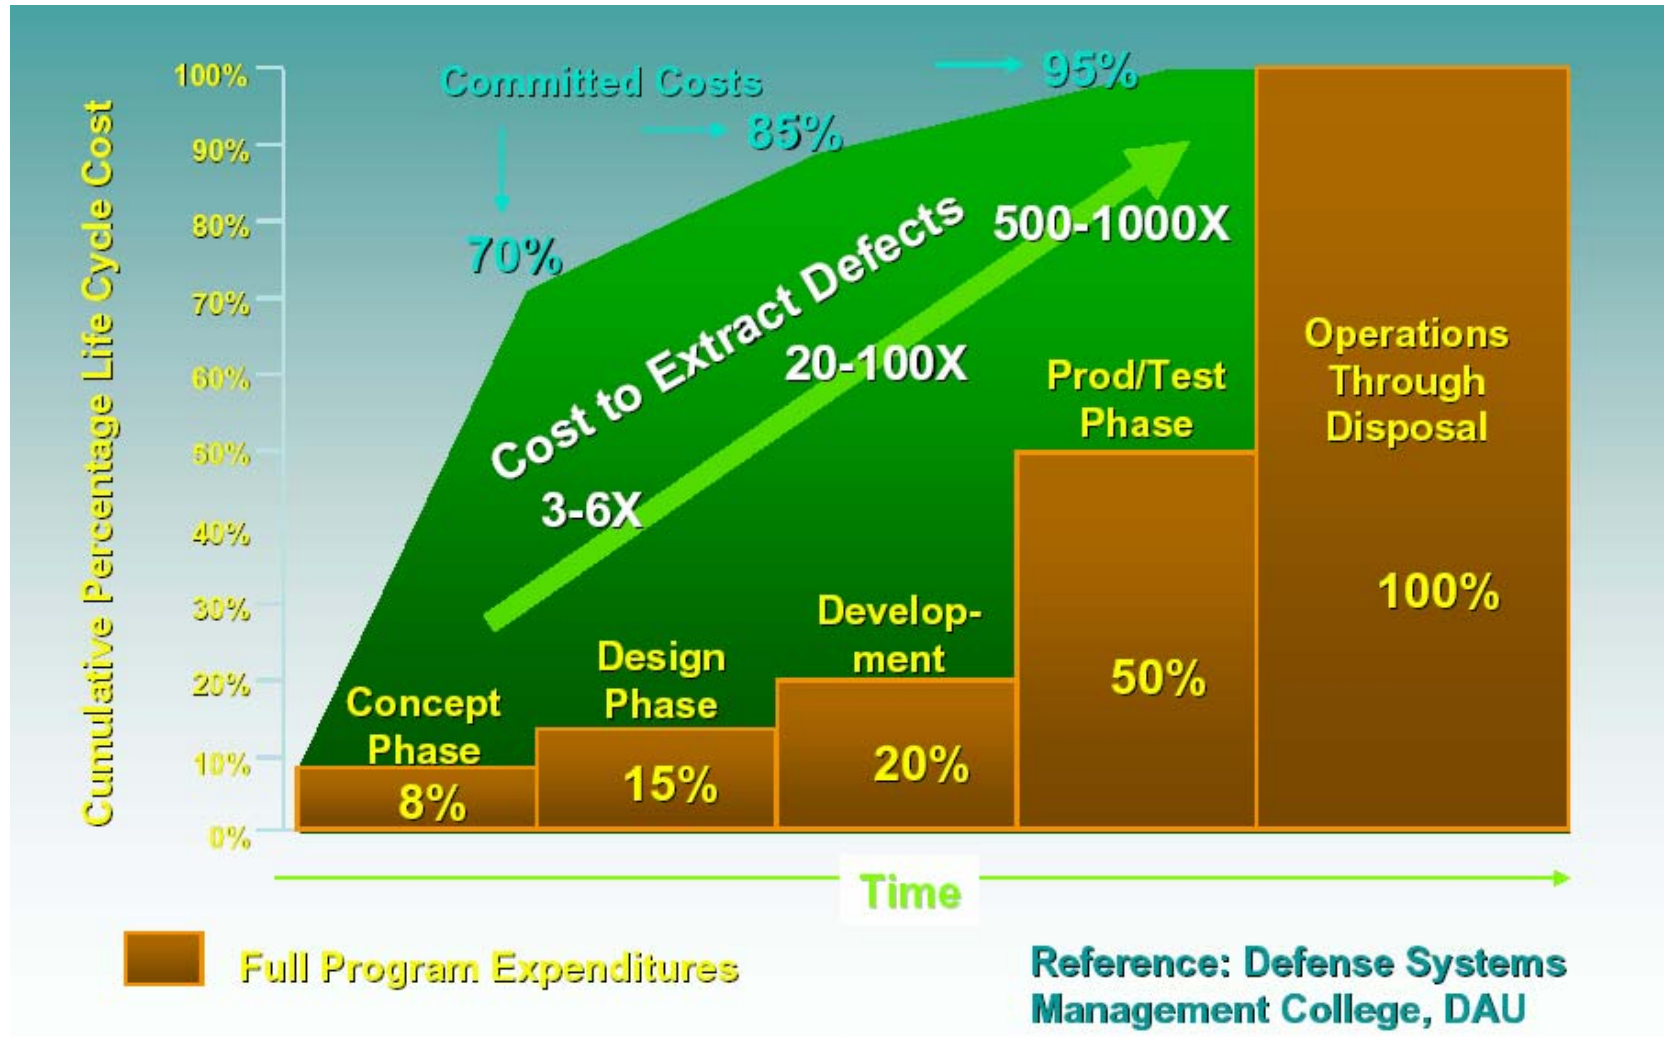 Cumulative Percentage Life Cycle Cost
100%
90%
80%
70%
60%
50%
40%
30%
20%
10%
0%
Committed Costs
70%
85%
95%
Cost to Extract Defects
3-6X
20-100X
500-1000X
Concept
Phase
8%
Design
Phase
15%
Develop-
ment
20%
Prod/Test
Phase
50%
Operations
Through
Disposal
100%
Time
Full Program Expenditures
Reference: Defense Systems
Management College, DAU